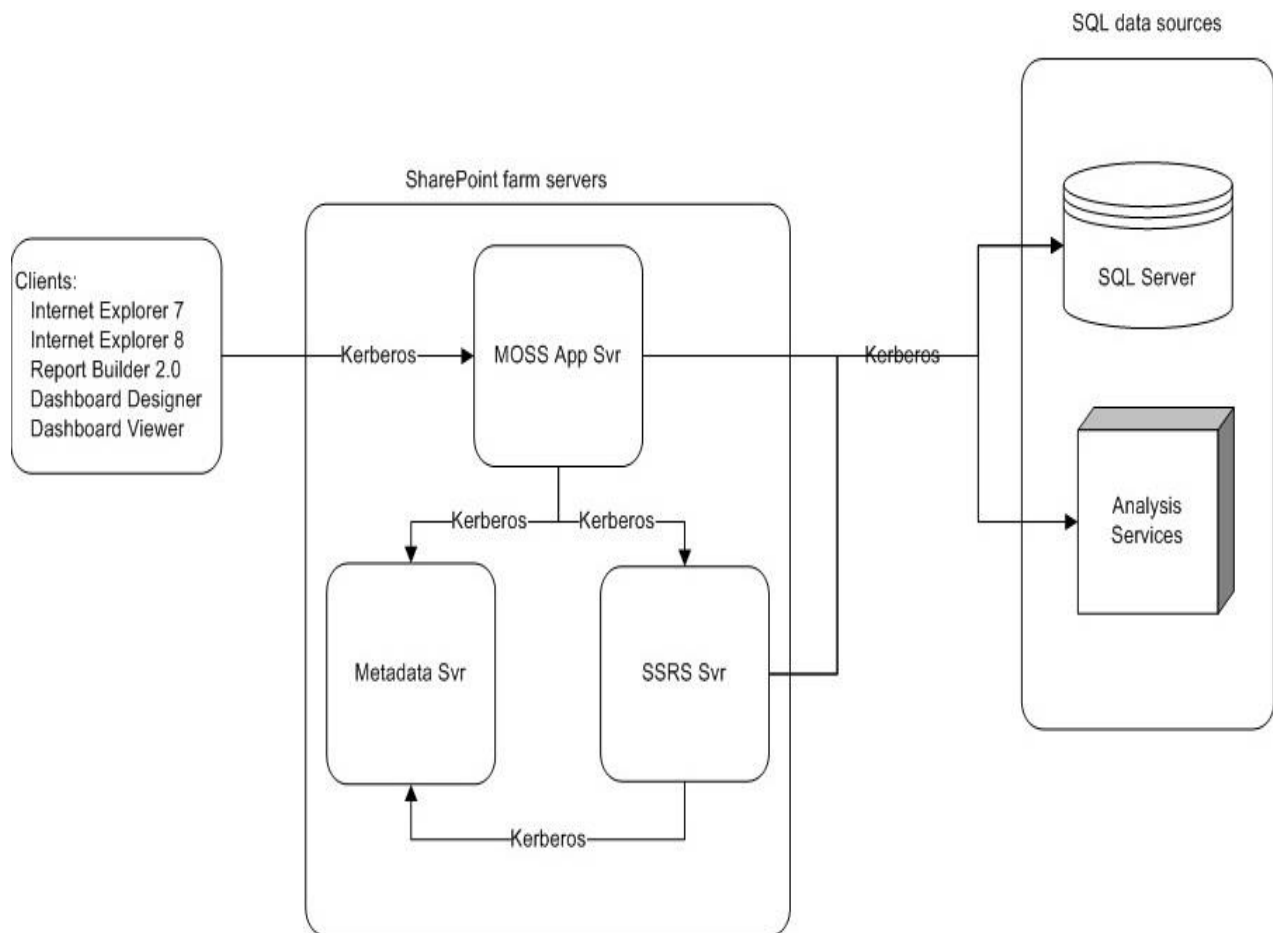 SQL data sources
SharePoint farm servers
Clients:
Internet Explorer 7
Internet Explorer 8
Report Builder 2.0
Dashboard Designer
Dashboard Viewer
Kerberos
MOSS App Svr
Kerberos
SQL Server
Analysis
Services
Kerberos
Kerberos
Metadata Svr
SSRS Svr
Kerberos